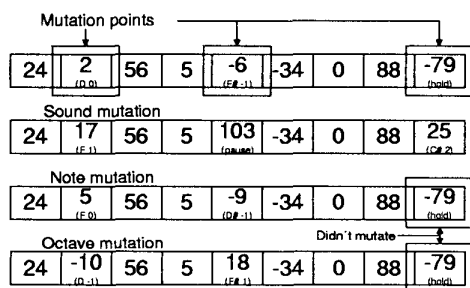 Mutation points
24 2 56 5 -6 -34 0 88 -79
(D 0) (F# -1) (hold)
Sound mutation
24 17 56 5 103 -34 0 88 25
(F 1) (pause) (C# 2)
Note mutation
24 5 56 5 -9 -34 0 88 -79
(F 0) (D# -1) (hold)
Didn't mutate
Octave mutation
24 -10 56 5 18 -34 0 88 -79
(D -1) (F# 1) (hold)